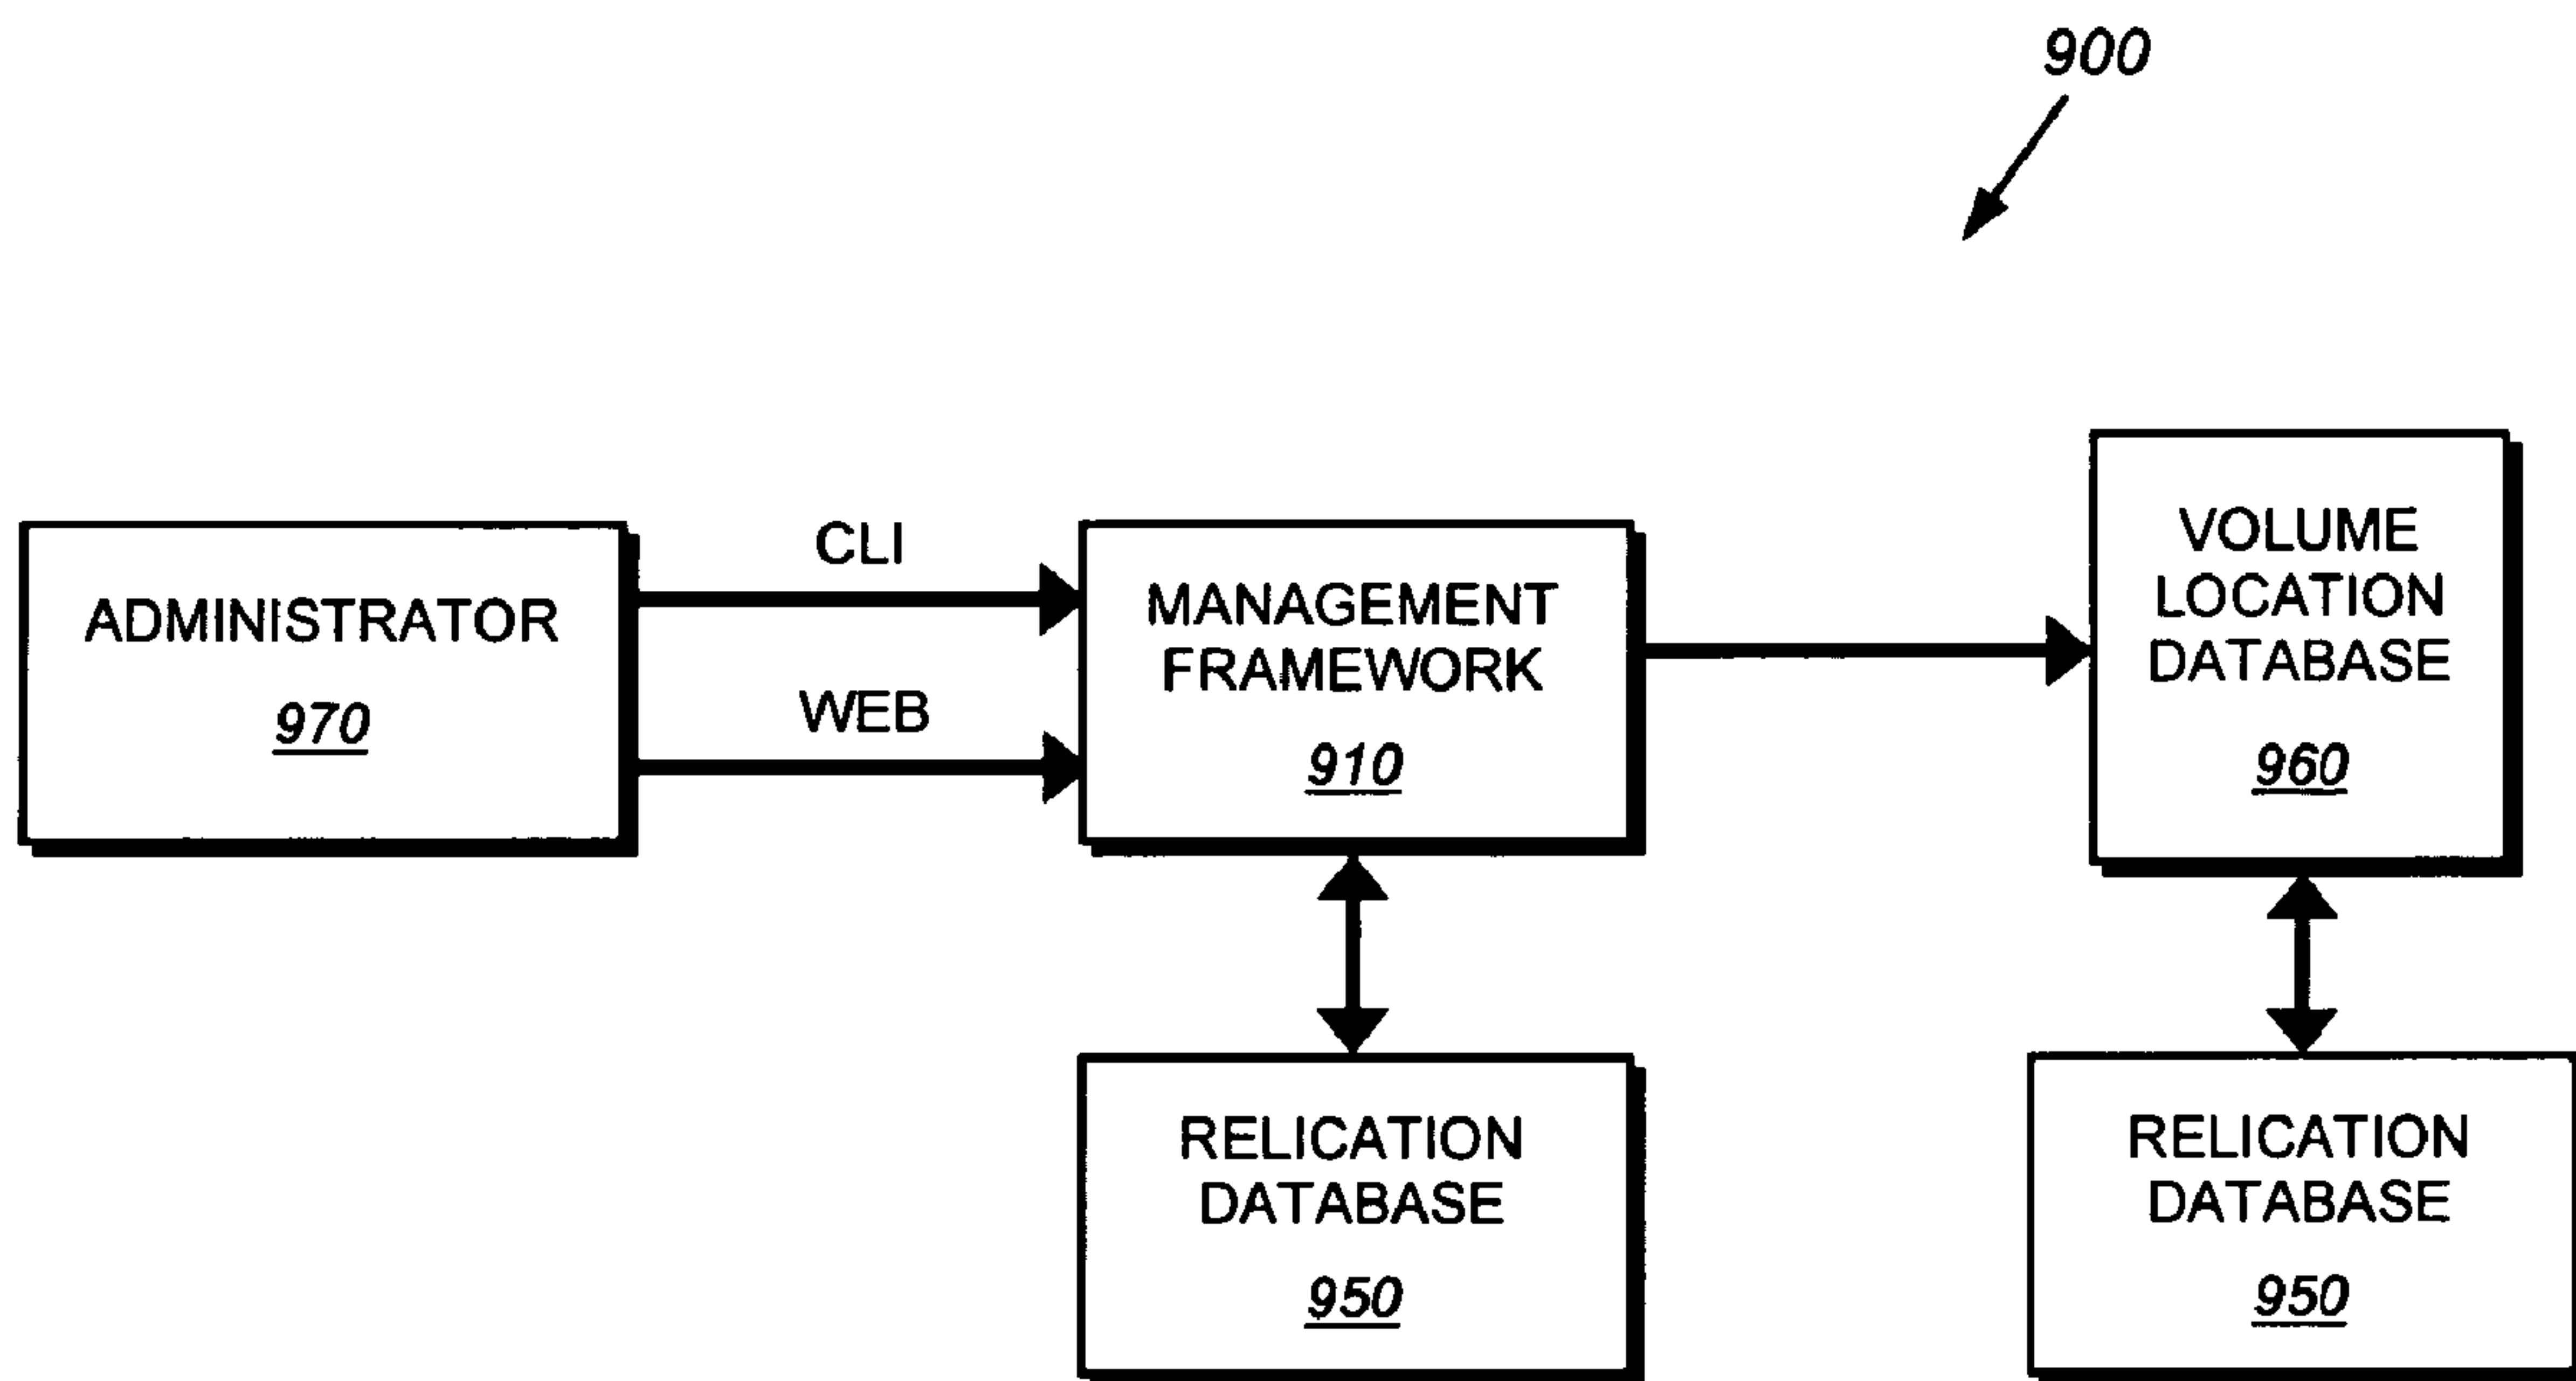 900
ADMINISTRATOR
970
CLI
WEB
MANAGEMENT
FRAMEWORK
910
VOLUME
LOCATION
DATABASE
960
RELICATION
DATABASE
950
RELICATION
DATABASE
950